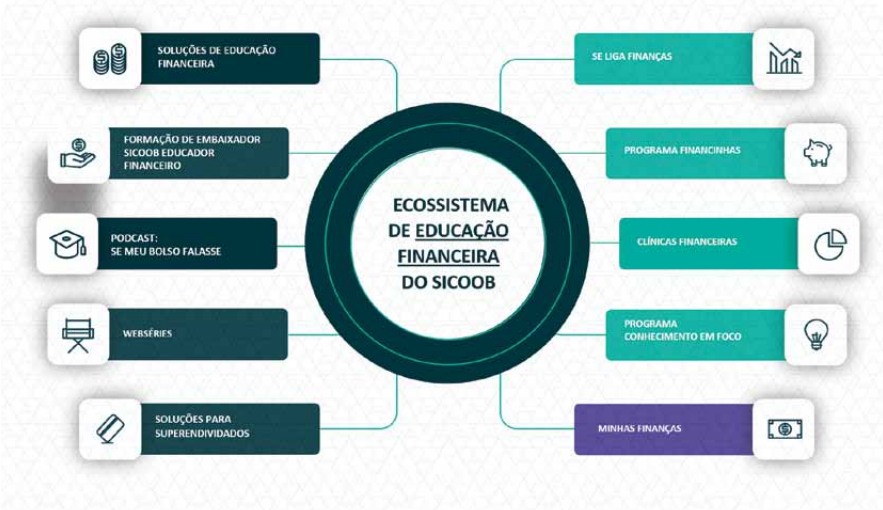 SOLUÇÕES DE EDUCAÇÃO
FINANCEIRA
FORMAÇÃO DE EMBAIXADOR
SICOOB EDUCADOR
FINANCEIRO
PODCAST:
SE MEU BOLSO FALASSE
WEBSÉRIES
SOLUÇÕES PARA
SUPERENDIVIDADOS
ECOSSISTEMA
DE EDUCAÇÃO
FINANCEIRA
DO SICOOB
SE LIGA FINANÇAS
PROGRAMA FINANCINHAS
CLÍNICAS FINANCEIRAS
PROGRAMA
CONHECIMENTO EM FOCO
MINHAS FINANÇAS